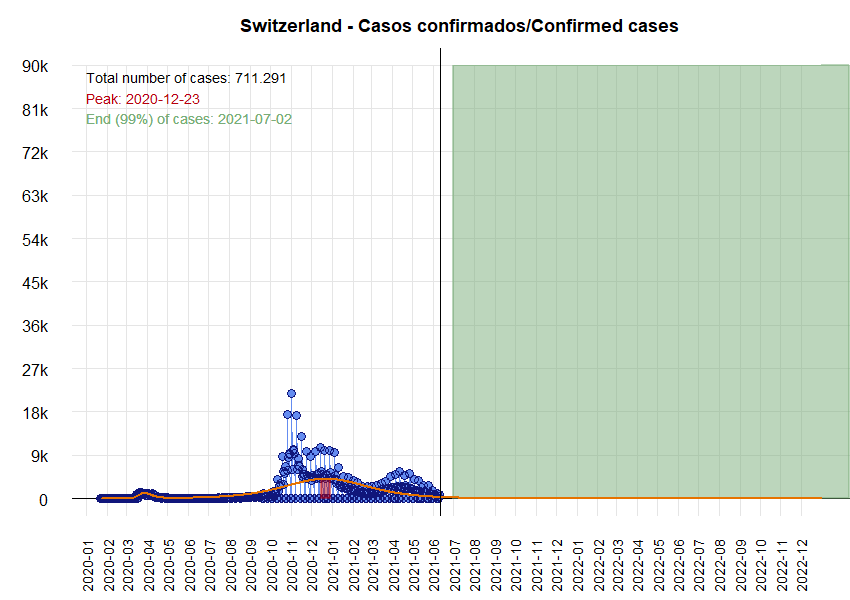 Switzerland - Casos confirmados/Confirmed cases
90k
81k
72k
63k
54k
45k
36k
27k
18k
9k
0
Total number of cases: 711.291
Peak: 2020-12-23
End (99%) of cases: 2021-07-02
2020-01
2020-02
2020-03
2020-04
2020-05
2020-06
2020-07
2020-08
2020-09
2020-10
2020-11
2020-12
2021-01
2021-02
2021-03
2021-04
2021-05
2021-06
2021-07
2021-08
2021-09
2021-10
2021-11
2021-12
2022-01
2022-02
2022-03
2022-04
2022-05
2022-06
2022-07
2022-08
2022-09
2022-10
2022-11
2022-12